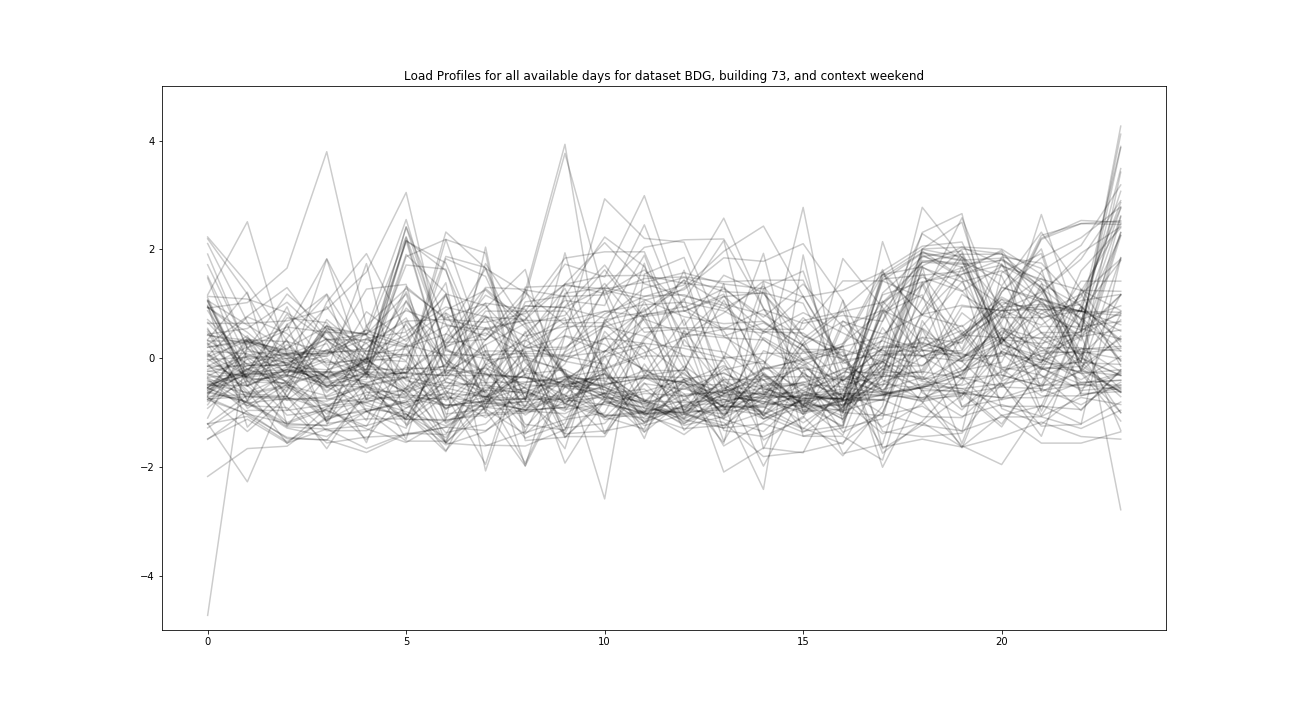 Load Profiles for all available days for dataset BDG, building 73, and context weekend
4
2
0
−2
−4
0 5 10 15 20